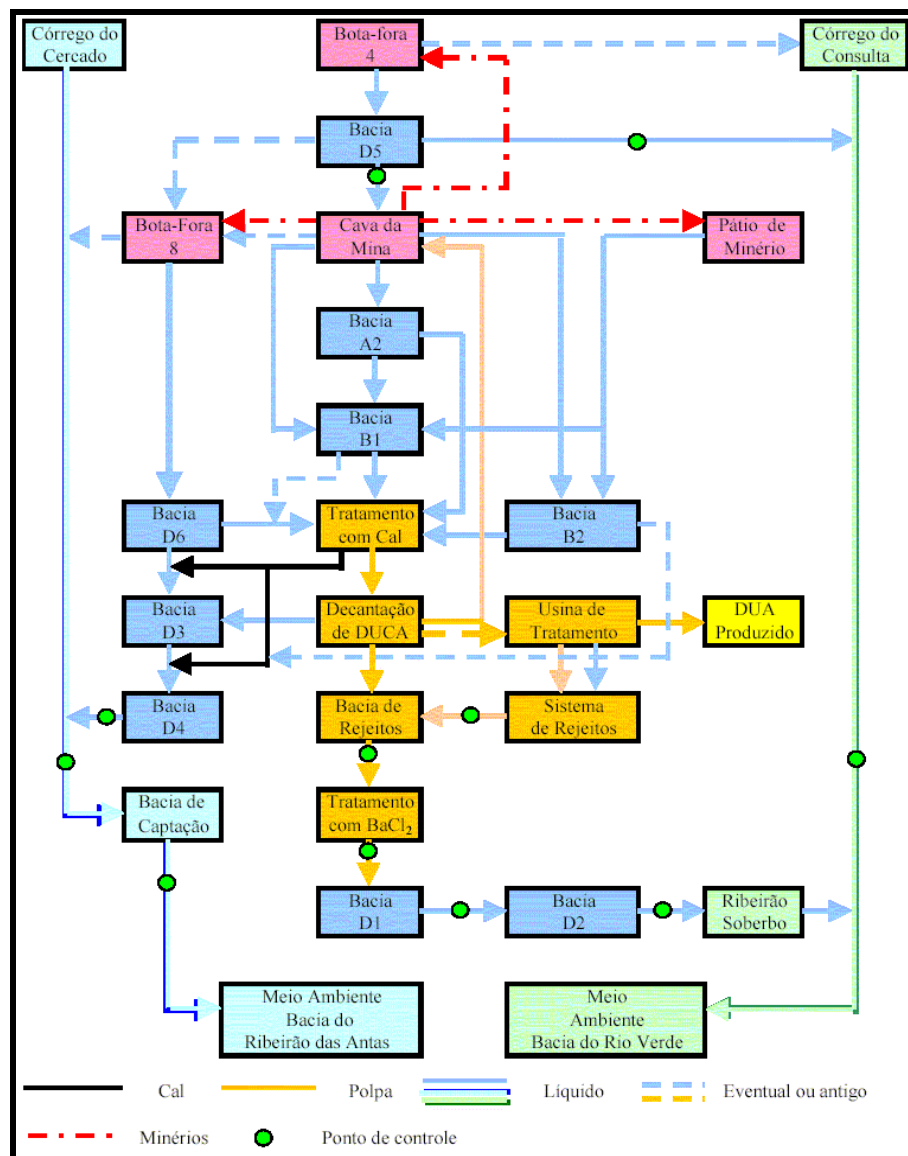 Córrego do
Cercado
Bota-fora
4
Córrego do
Consulta
Bacia
D5
Bota-Fora
8
Cava da
Mina
Pátio de
Minério
Bacia
A2
Bacia
B1
Bacia
D6
Tratamento
com Cal
Bacia
B2
Bacia
D3
Decantação
de DUCA
Usina de
Tratamento
DUA
Produzido
Bacia
D4
Bacia de
Rejeitos
Sistema
de Rejeitos
Bacia de
Captação
Tratamento
com BaCl₂
Bacia
D1
Bacia
D2
Ribeirão
Soberbo
Meio Ambiente
Bacia do
Ribeirão das Antas
Meio
Ambiente
Bacia do Rio Verde
Cal
Polpa
Líquido
Eventual ou antigo
Minérios
Ponto de controle